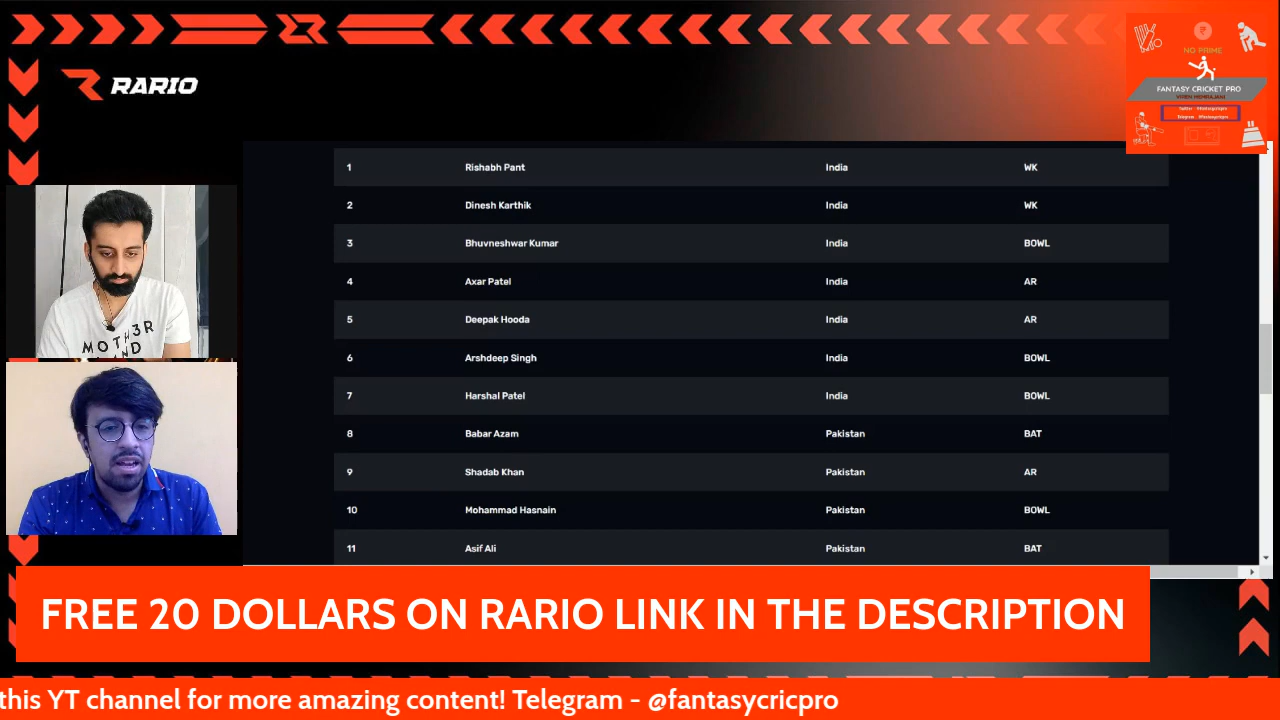 RARIO
NO PRIME
FANTASY CRICKET PRO
1 Rishabh Pant India WK
2 Dinesh Karthik India WK
3 Bhuvneshwar Kumar India BOWL
4 Axar Patel India AR
5 Deepak Hooda India AR
6 Arshdeep Singh India BOWL
7 Harshal Patel India BOWL
8 Babar Azam Pakistan BAT
9 Shadab Khan Pakistan AR
10 Mohammad Hasnain Pakistan BOWL
11 Asif Ali Pakistan BAT
MOTH3R
FREE 20 DOLLARS ON RARIO LINK IN THE DESCRIPTION
this YT channel for more amazing content! Telegram - @fantasycricpro